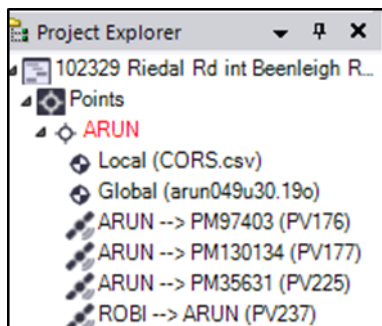 Project Explorer
102329 Riedal Rd int Beenleigh R...
Points
ARUN
Local (CORS.csv)
Global (arun049u30.19o)
ARUN --> PM97403 (PV176)
ARUN --> PM130134 (PV177)
ARUN --> PM35631 (PV225)
ROBI --> ARUN (PV237)